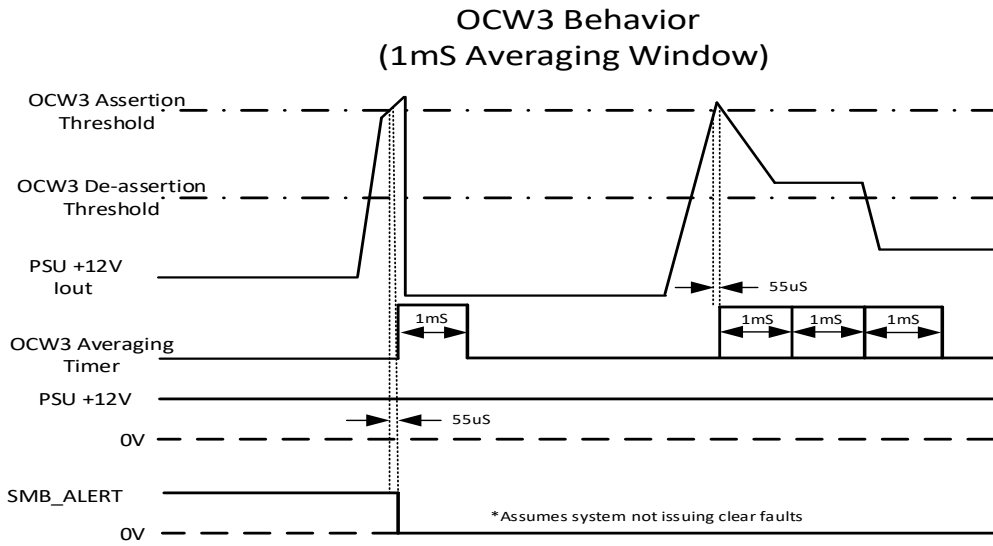 OCW3 Behavior
(1mS Averaging Window)
OCW3 Assertion
Threshold
OCW3 De-assertion
Threshold
PSU +12V
Iout
55uS
1mS
1mS
1mS
1mS
OCW3 Averaging
Timer
PSU +12V
55uS
0V
SMB_ALERT
*Assumes system not issuing clear faults
0V